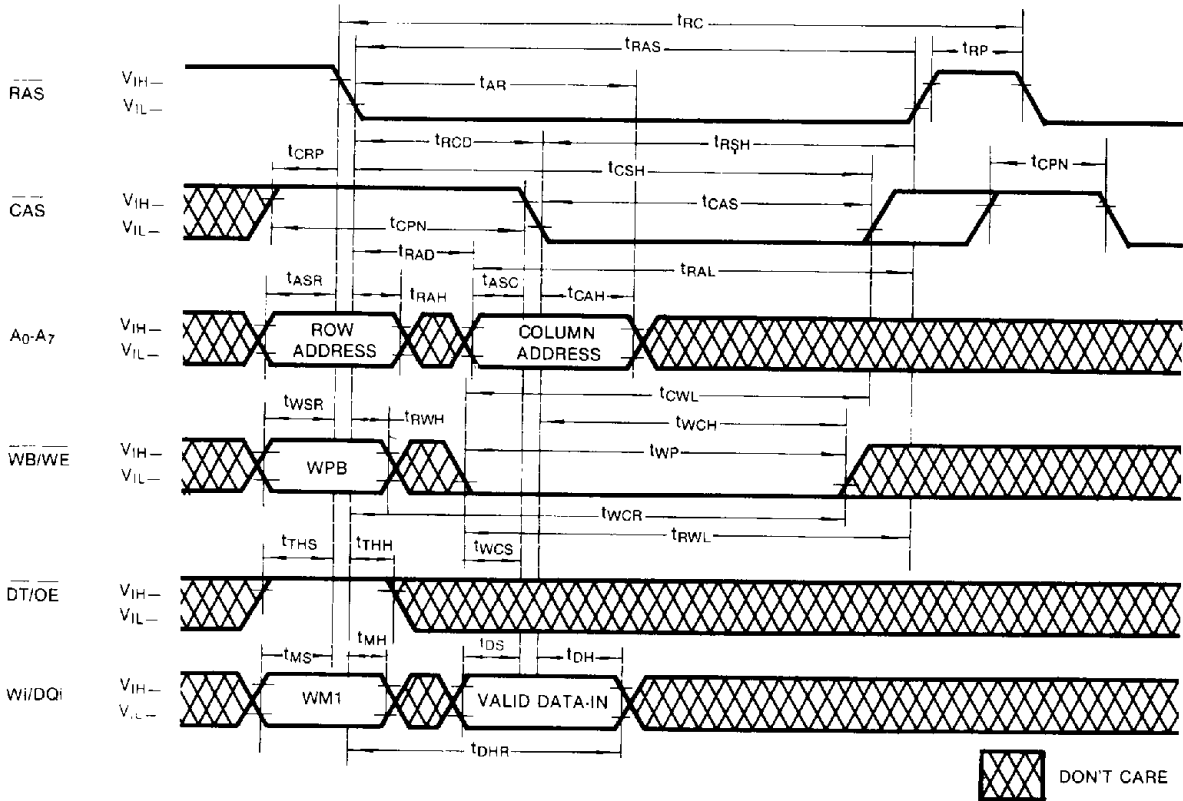 tRC
tRAS
tRP
RAS
VIH
VIL
tAR
tRCD
tRSH
tCRP
tCSH
tCPN
CAS
VIH
VIL
tCAS
tCPN
tRAD
tRAL
tASR
tRAH
tASC
tCAH
A0-A7
VIH
VIL
ROW ADDRESS
COLUMN ADDRESS
tCWL
tWSR
tRWH
tWCH
WB/WE
VIH
VIL
WPB
tWP
tWCR
tRWL
tTHS
tTHH
tWCS
DT/OE
VIH
VIL
tMS
tMH
tDS
tDH
Wi/DQi
VIH
VIL
WM1
VALID DATA-IN
tDHR
DON'T CARE